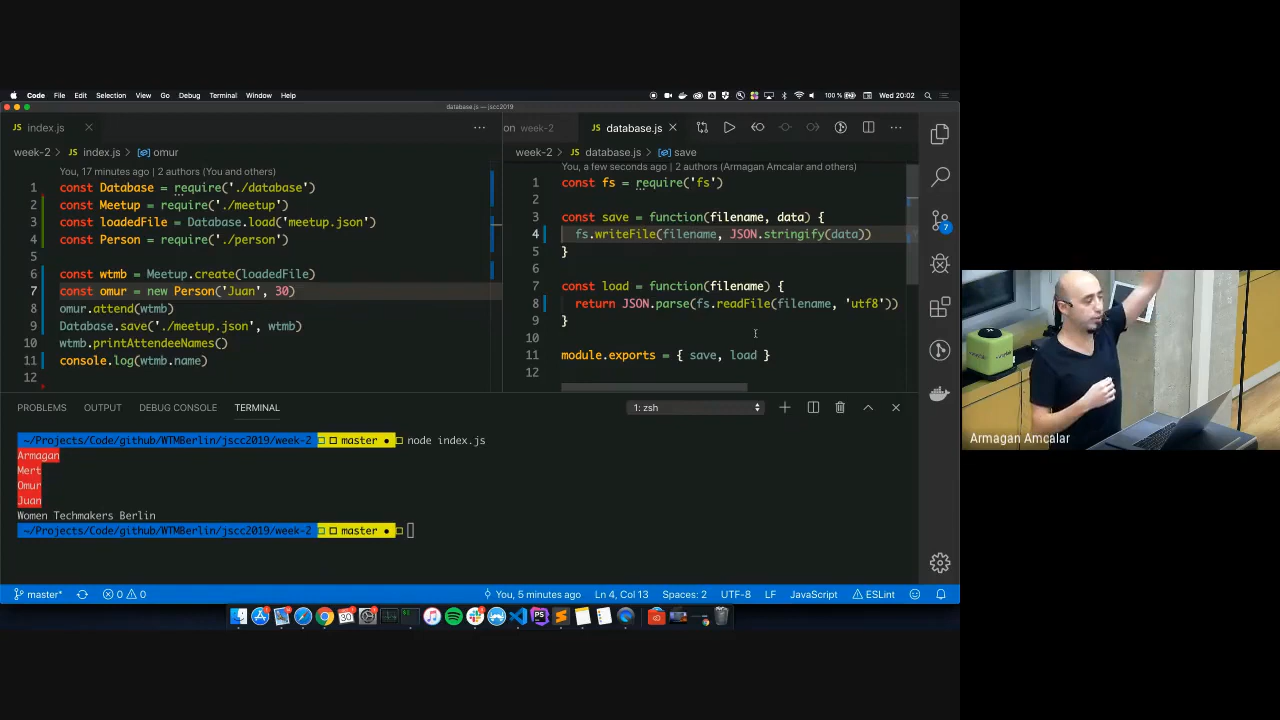 Code File Edit Selection View Go Debug Terminal Window Help
100% Wed 20:02
database.js — jscc2019
JS index.js
week-2 > JS index.js > omur
You, 17 minutes ago | 2 authors (You and others)
1 const Database = require('./database')
2 const Meetup = require('./meetup')
3 const loadedFile = Database.load('meetup.json')
4 const Person = require('./person')
5
6 const wtmb = Meetup.create(loadedFile)
7 const omur = new Person('Juan', 30)
8 omur.attend(wtmb)
9 Database.save('./meetup.json', wtmb)
10 wtmb.printAttendeeNames()
11 console.log(wtmb.name)
12
on week-2
JS database.js
week-2 > JS database.js > save
You, a few seconds ago | 2 authors (Armagan Amcalar and others)
1 const fs = require('fs')
2
3 const save = function(filename, data) {
4 fs.writeFile(filename, JSON.stringify(data))
5 }
6
7 const load = function(filename) {
8 return JSON.parse(fs.readFile(filename, 'utf8'))
9 }
10
11 module.exports = { save, load }
12
7
PROBLEMS OUTPUT DEBUG CONSOLE TERMINAL
1: zsh
~/Projects/Code/github/WTMBerlin/jscc2019/week-2 master ● node index.js
Armagan
Mert
Omur
Juan
Women Techmakers Berlin
~/Projects/Code/github/WTMBerlin/jscc2019/week-2 master ●
master* 0 0
You, 5 minutes ago Ln 4, Col 13 Spaces: 2 UTF-8 LF JavaScript ESLint
Armagan Amcalar